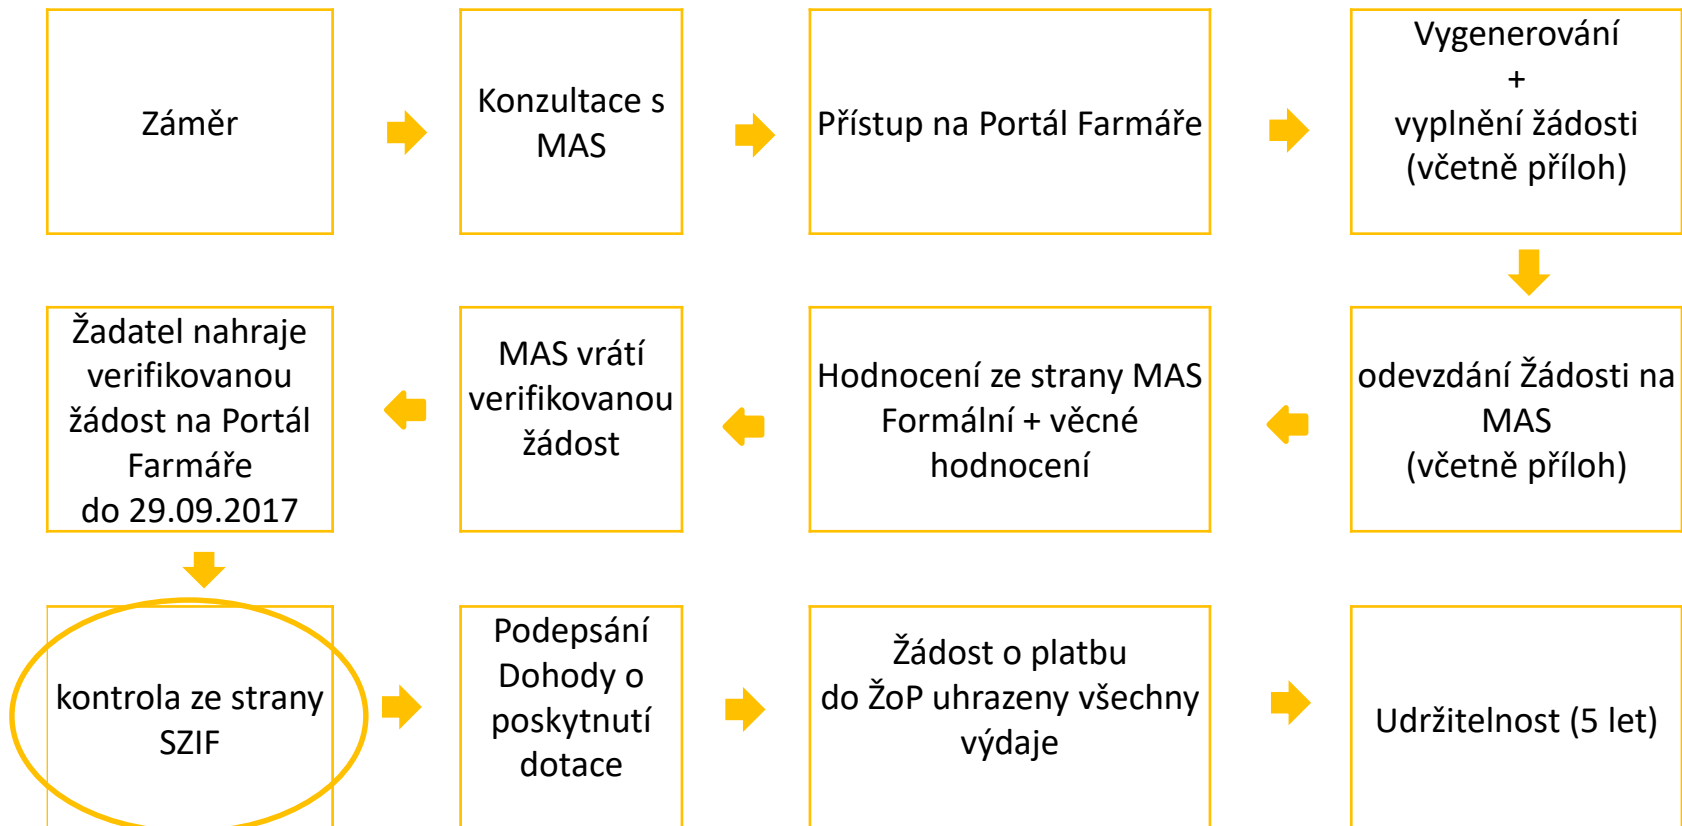 Záměr
Konzultace s
MAS
Přístup na Portál Farmáře
Vygenerování
+
vyplnění žádosti
(včetně příloh)
Žadatel nahraje
verifikovanou
žádost na Portál
Farmáře
do 29.09.2017
MAS vrátí
verifikovanou
žádost
Hodnocení ze strany MAS
Formální + věcné
hodnocení
odevzdání Žádosti na
MAS
(včetně příloh)
kontrola ze strany
SZIF
Podepsání
Dohody o
poskytnutí
dotace
Žádost o platbu
do ŽoP uhrazeny všechny
výdaje
Udržitelnost (5 let)